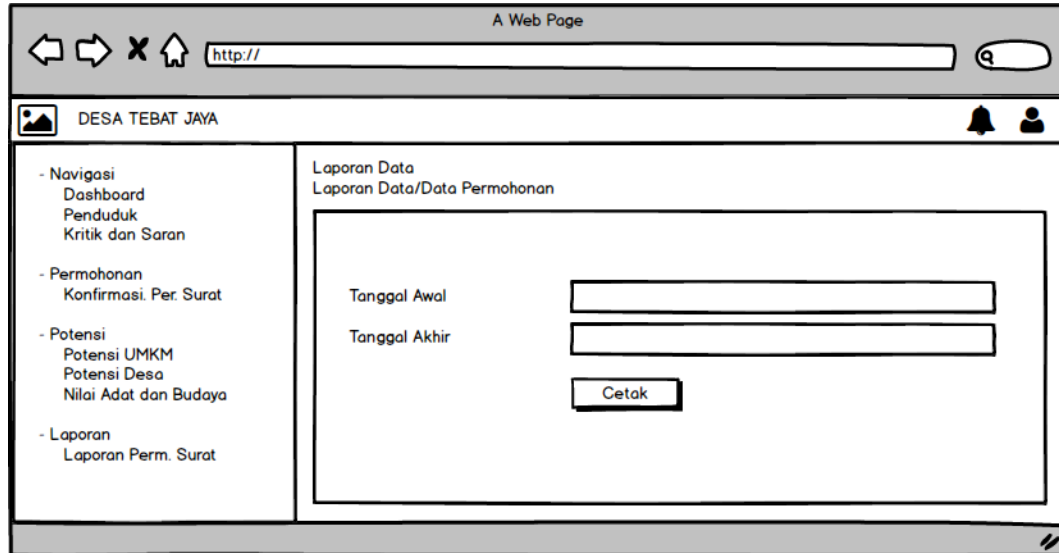 A Web Page
http://
DESA TEBAT JAYA
- Navigasi
Dashboard
Penduduk
Kritik dan Saran
- Permohonan
Konfirmasi. Per. Surat
- Potensi
Potensi UMKM
Potensi Desa
Nilai Adat dan Budaya
- Laporan
Laporan Perm. Surat
Laporan Data
Laporan Data/Data Permohonan
Tanggal Awal
Tanggal Akhir
Cetak